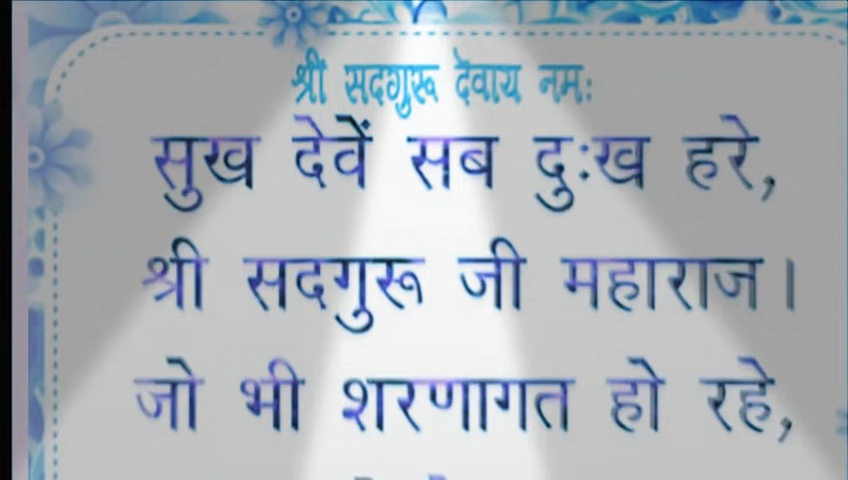 श्री सदगुरू देवाय नमः
सुख देवें सब दुःख हरे,
श्री सदगुरू जी महाराज।
जो भी शरणागत हो रहे,